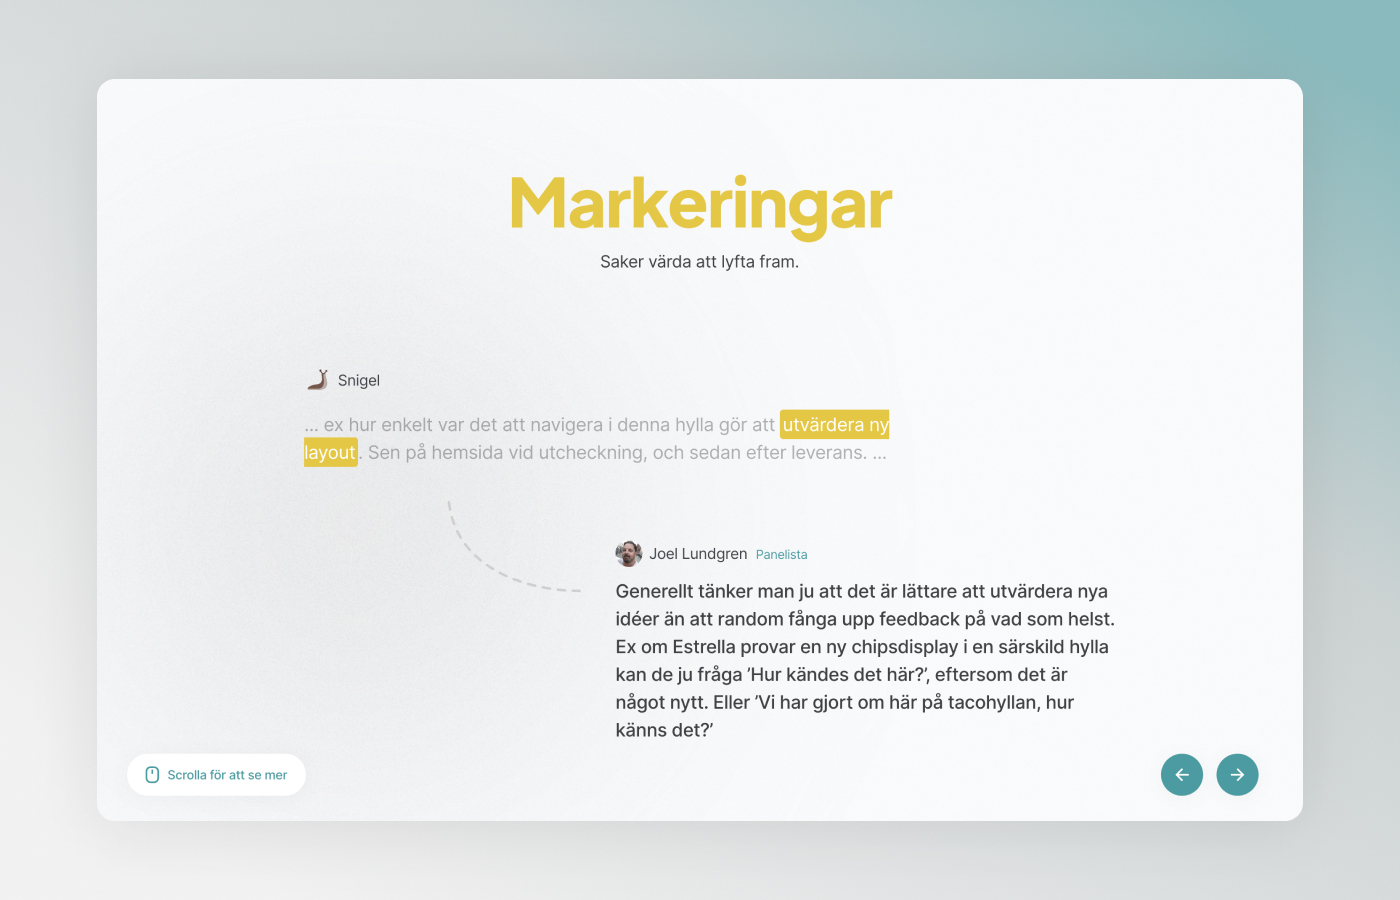 Markeringar
Saker värda att lyfta fram.
Snigel
... ex hur enkelt var det att navigera i denna hylla gör att utvärdera ny
layout. Sen på hemsida vid utcheckning, och sedan efter leverans. ...
Joel Lundgren Panelista
Generellt tänker man ju att det är lättare att utvärdera nya
idéer än att random fånga upp feedback på vad som helst.
Ex om Estrella provar en ny chipsdisplay i en särskild hylla
kan de ju fråga ’Hur kändes det här?’, eftersom det är
något nytt. Eller ’Vi har gjort om här på tacohyllan, hur
känns det?’
Scrolla för att se mer